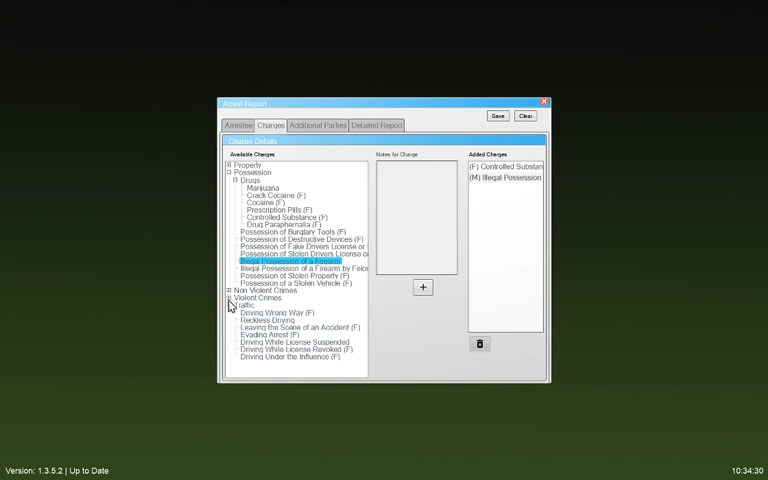 Arrest Report
Save
Clear
Arrestee
Charges
Additional Parties
Detailed Report
Charge Details
Available Charges
Notes for Charge
Added Charges
Property
Possession
Drugs
Marijuana
Crack Cocaine (F)
Cocaine (F)
Prescription Pills (F)
Controlled Substance (F)
Drug Paraphernalia (F)
Possession of Burglary Tools (F)
Possession of Destructive Devices (F)
Possession of Fake Drivers License or I
Possession of Stolen Drivers License or
Illegal Possession of a Firearm
Illegal Possession of a Firearm by Felon
Possession of Stolen Property (F)
Possession of a Stolen Vehicle (F)
Non Violent Crimes
Violent Crimes
Traffic
Driving Wrong Way (F)
Reckless Driving
Leaving the Scene of an Accident (F)
Evading Arrest (F)
Driving While License Suspended
Driving While License Revoked (F)
Driving Under the Influence (F)
+
(F) Controlled Substan
(M) Illegal Possession
Version: 1.3.5.2 | Up to Date
10:34:30